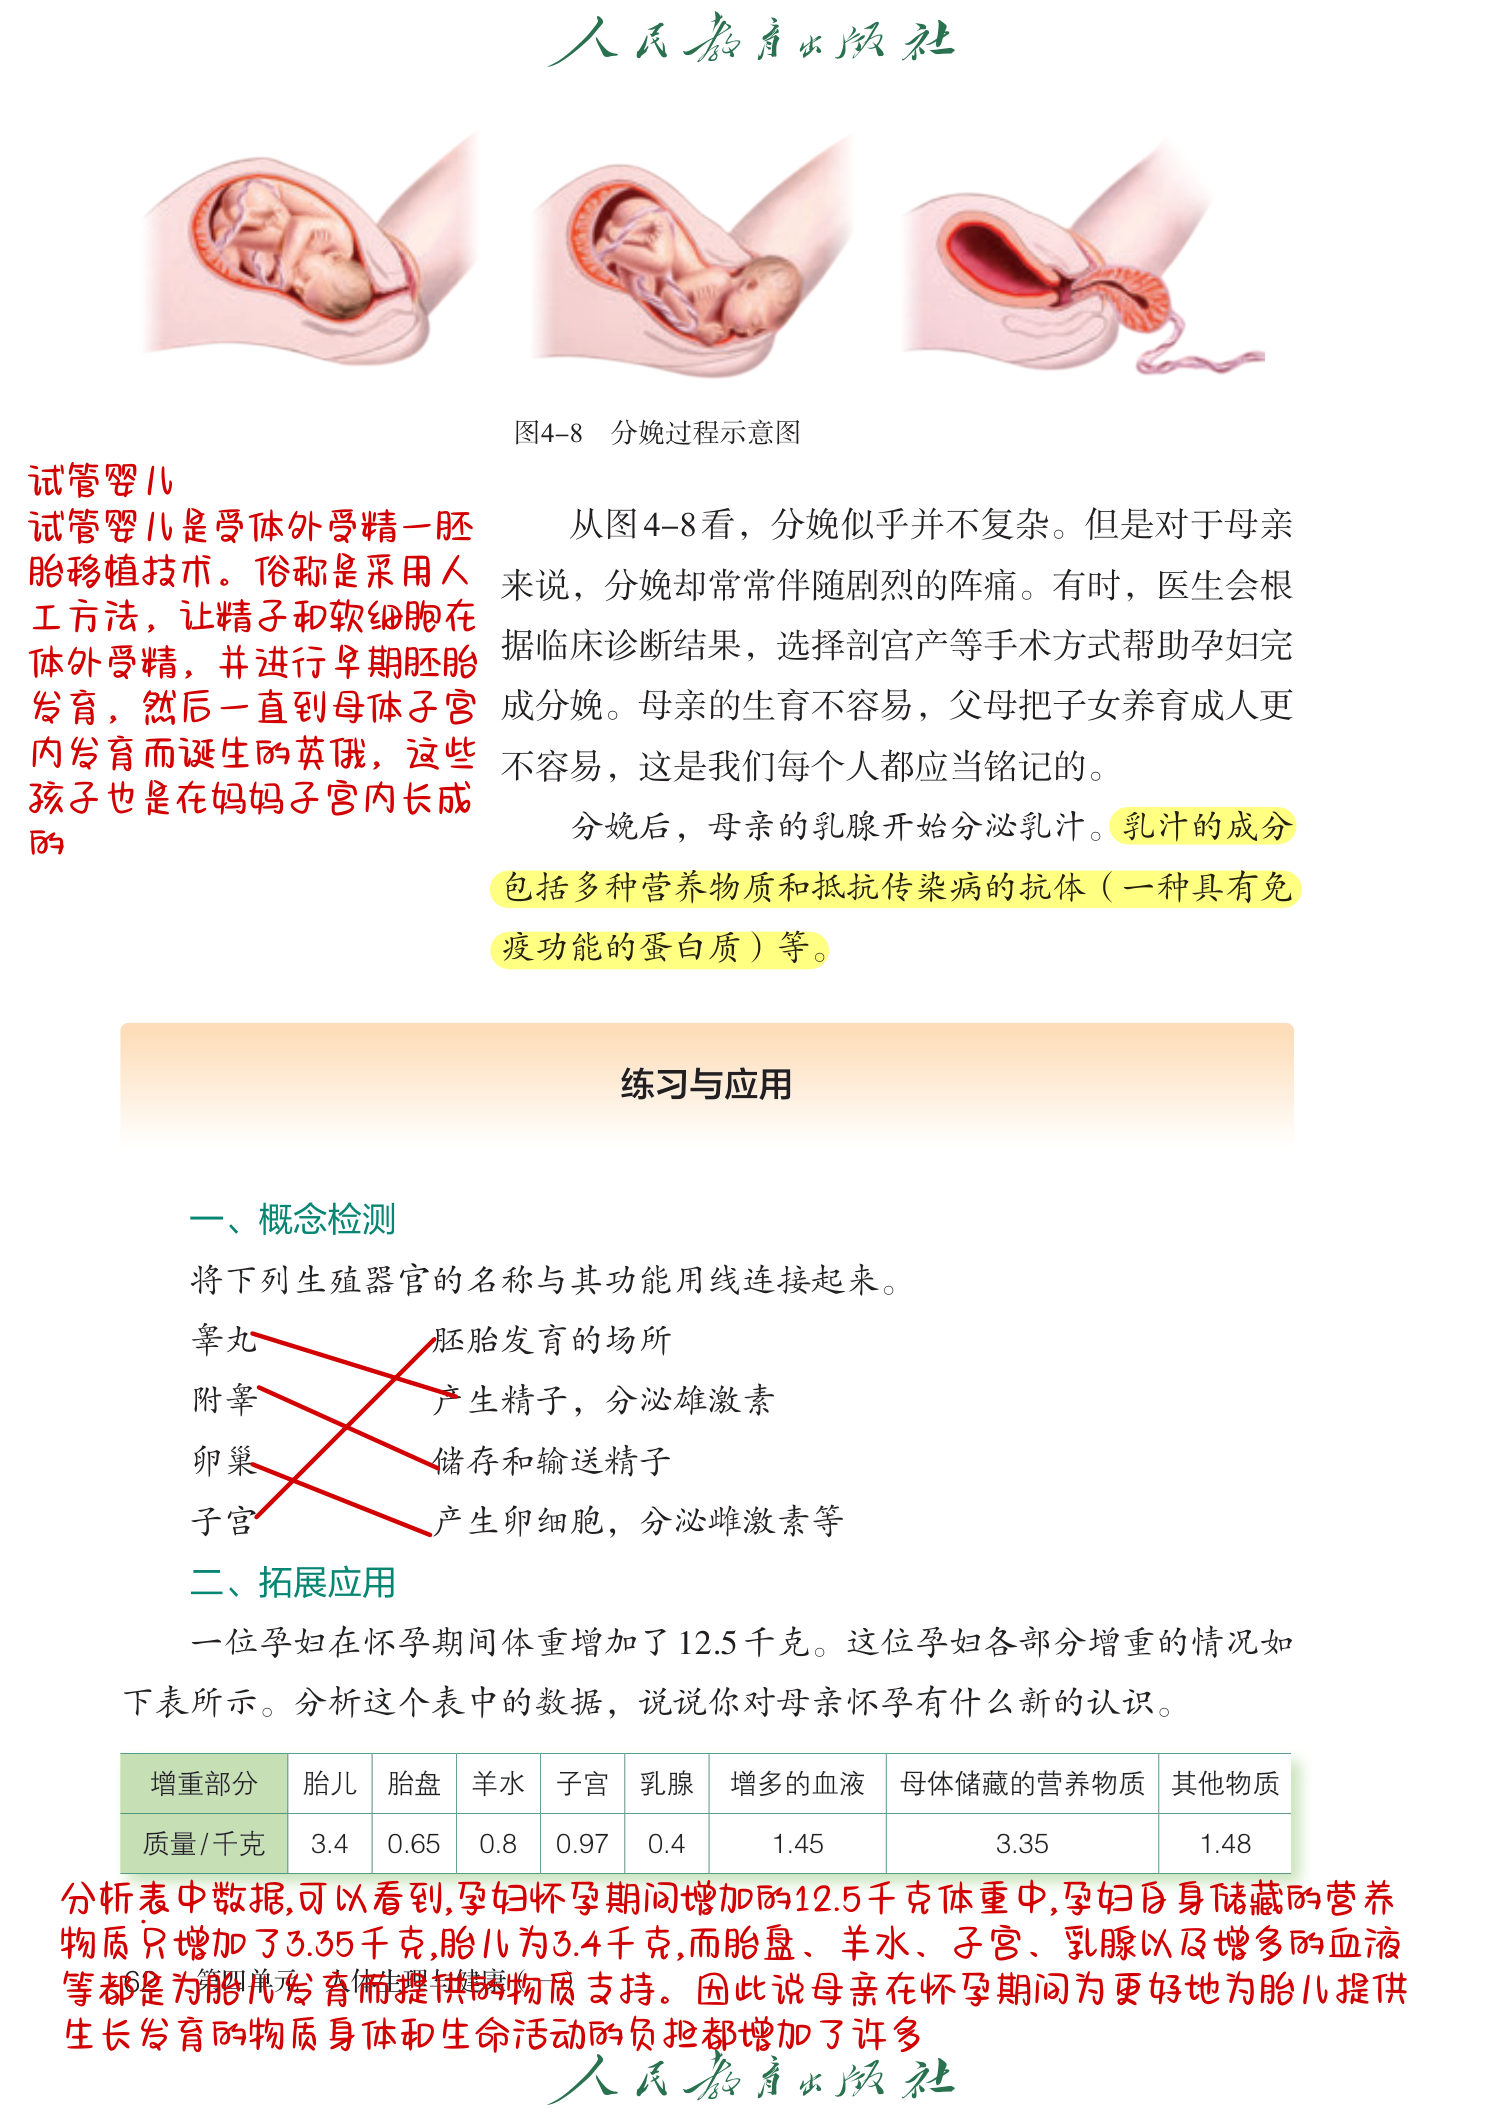 人民教育出版社
图4-8 分娩过程示意图
试管婴儿
试管婴儿是受体外受精一胚
胎移植技术。俗称是采用人
工方法，让精子和软细胞在
体外受精，并进行早期胚胎
发育，然后一直到母体子宫
内发育而诞生的英俄，这些
孩子也是在妈妈子宫内长成
的
从图4-8看，分娩似乎并不复杂。但是对于母亲
来说，分娩却常常伴随剧烈的阵痛。有时，医生会根
据临床诊断结果，选择剖宫产等手术方式帮助孕妇完
成分娩。母亲的生育不容易，父母把子女养育成人更
不容易，这是我们每个人都应当铭记的。
分娩后，母亲的乳腺开始分泌乳汁。乳汁的成分
包括多种营养物质和抵抗传染病的抗体（一种具有免
疫功能的蛋白质）等。
练习与应用
一、概念检测
将下列生殖器官的名称与其功能用线连接起来。
睾丸 胚胎发育的场所
附睾 产生精子，分泌雄激素
卵巢 储存和输送精子
子宫 产生卵细胞，分泌雌激素等
二、拓展应用
一位孕妇在怀孕期间体重增加了12.5千克。这位孕妇各部分增重的情况如
下表所示。分析这个表中的数据，说说你对母亲怀孕有什么新的认识。
增重部分 胎儿 胎盘 羊水 子宫 乳腺 增多的血液 母体储藏的营养物质 其他物质
质量/千克 3.4 0.65 0.8 0.97 0.4 1.45 3.35 1.48
分析表中数据,可以看到,孕妇怀孕期间增加的12.5千克体重中,孕妇自身储藏的营养
物质只增加了3.35千克,胎儿为3.4千克,而胎盘、羊水、子宫、乳腺以及增多的血液
等都是为胎儿发育而提供的物质支持。因此说母亲在怀孕期间为更好地为胎儿提供
62 第四单元 人体生理与健康（一）
生长发育的物质身体和生命活动的负担都增加了许多
人民教育出版社